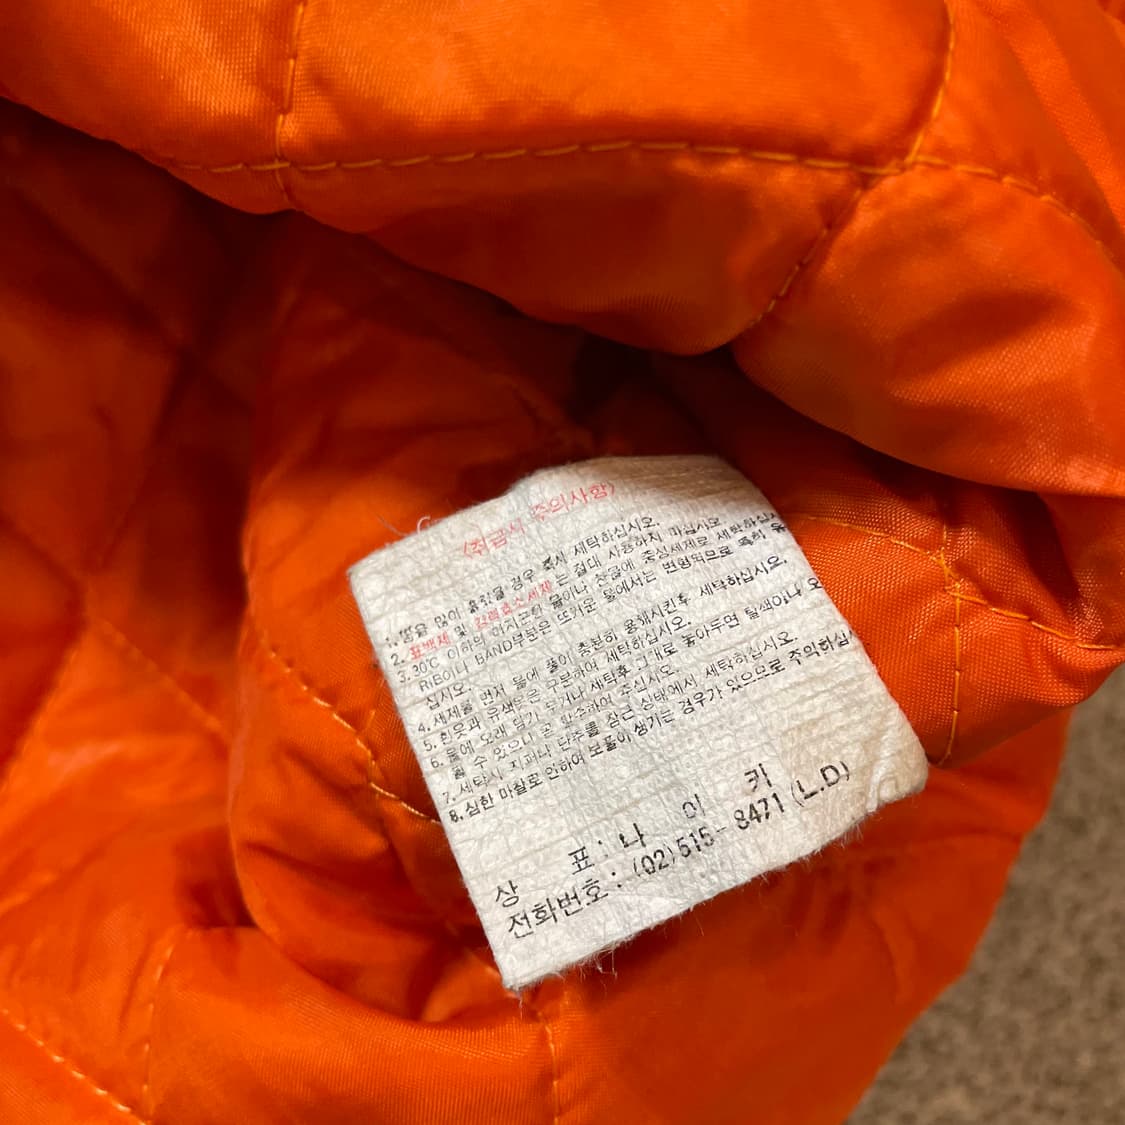 (취급시 주의사항)
1. 땀을 많이 흘렸을 경우 즉시 세탁하십시오.
2. 표백제 및 강력효소세제는 절대 사용하지 마십시오
3. 30℃ 이하의 미지근한 물이나 찬물에 중성세제로 세탁하십시
RIB이나 BAND부분은 뜨거운 물에서는 변형역므로 특히 유
십시오.
4. 세제를 먼저 물에 풀어 충분히 용해시킨후 세탁하십시오.
5. 흰옷과 유색옷은 구분하여 세탁하십시오.
6. 물에 오래 담가 두거나 세탁후 그대로 놓아두면 탈색이나 오
될 수 있으니 곧 탈수하여 주십시오.
7. 세탁시 지퍼나 단추를 잠근 상태에서 세탁하십시오.
8. 심한 마찰로 인하여 보풀이 생기는 경우가 있으므로 주의하십
상 표 : 나 이 키
전화번호 : (02) 515-8471 (L.D)